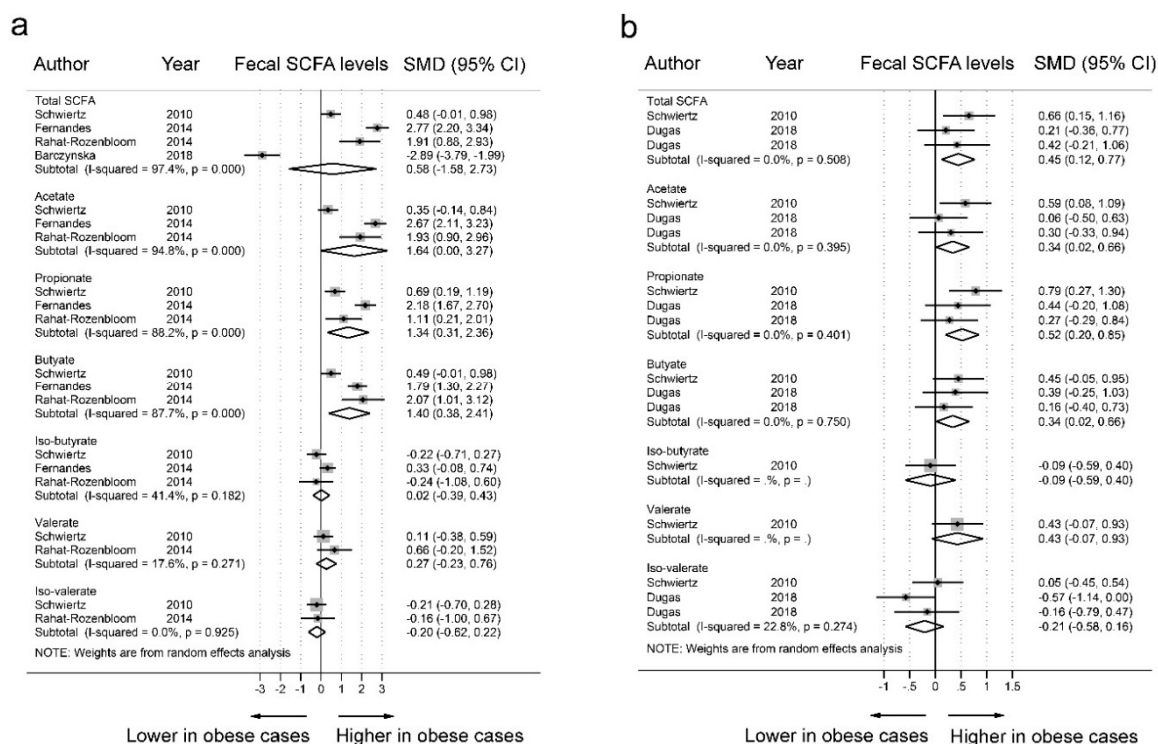 a
Author Year Fecal SCFA levels SMD (95% CI)
Total SCFA
Schwiertz 2010 0.48 (-0.01, 0.98)
Fernandes 2014 2.77 (2.20, 3.34)
Rahat-Rozenbloom 2014 1.91 (0.88, 2.93)
Barczynska 2018 -2.89 (-3.79, -1.99)
Subtotal (I-squared = 97.4%, p = 0.000) 0.58 (-1.58, 2.73)
Acetate
Schwiertz 2010 0.35 (-0.14, 0.84)
Fernandes 2014 2.67 (2.11, 3.23)
Rahat-Rozenbloom 2014 1.93 (0.90, 2.96)
Subtotal (I-squared = 94.8%, p = 0.000) 1.64 (0.00, 3.27)
Propionate
Schwiertz 2010 0.69 (0.19, 1.19)
Fernandes 2014 2.18 (1.67, 2.70)
Rahat-Rozenbloom 2014 1.11 (0.21, 2.01)
Subtotal (I-squared = 88.2%, p = 0.000) 1.34 (0.31, 2.36)
Butyate
Schwiertz 2010 0.49 (-0.01, 0.98)
Fernandes 2014 1.79 (1.30, 2.27)
Rahat-Rozenbloom 2014 2.07 (1.01, 3.12)
Subtotal (I-squared = 87.7%, p = 0.000) 1.40 (0.38, 2.41)
Iso-butyrate
Schwiertz 2010 -0.22 (-0.71, 0.27)
Fernandes 2014 0.33 (-0.08, 0.74)
Rahat-Rozenbloom 2014 -0.24 (-1.08, 0.60)
Subtotal (I-squared = 41.4%, p = 0.182) 0.02 (-0.39, 0.43)
Valerate
Schwiertz 2010 0.11 (-0.38, 0.59)
Rahat-Rozenbloom 2014 0.66 (-0.20, 1.52)
Subtotal (I-squared = 17.6%, p = 0.271) 0.27 (-0.23, 0.76)
Iso-valerate
Schwiertz 2010 -0.21 (-0.70, 0.28)
Rahat-Rozenbloom 2014 -0.16 (-1.00, 0.67)
Subtotal (I-squared = 0.0%, p = 0.925) -0.20 (-0.62, 0.22)
NOTE: Weights are from random effects analysis
-3 -2 -1 0 1 2 3
Lower in obese cases Higher in obese cases
b
Author Year Fecal SCFA levels SMD (95% CI)
Total SCFA
Schwiertz 2010 0.66 (0.15, 1.16)
Dugas 2018 0.21 (-0.36, 0.77)
Dugas 2018 0.42 (-0.21, 1.06)
Subtotal (I-squared = 0.0%, p = 0.508) 0.45 (0.12, 0.77)
Acetate
Schwiertz 2010 0.59 (0.08, 1.09)
Dugas 2018 0.06 (-0.50, 0.63)
Dugas 2018 0.30 (-0.33, 0.94)
Subtotal (I-squared = 0.0%, p = 0.395) 0.34 (0.02, 0.66)
Propionate
Schwiertz 2010 0.79 (0.27, 1.30)
Dugas 2018 0.44 (-0.20, 1.08)
Dugas 2018 0.27 (-0.29, 0.84)
Subtotal (I-squared = 0.0%, p = 0.401) 0.52 (0.20, 0.85)
Butyate
Schwiertz 2010 0.45 (-0.05, 0.95)
Dugas 2018 0.39 (-0.25, 1.03)
Dugas 2018 0.16 (-0.40, 0.73)
Subtotal (I-squared = 0.0%, p = 0.750) 0.34 (0.02, 0.66)
Iso-butyrate
Schwiertz 2010 -0.09 (-0.59, 0.40)
Subtotal (I-squared = .%, p = .) -0.09 (-0.59, 0.40)
Valerate
Schwiertz 2010 0.43 (-0.07, 0.93)
Subtotal (I-squared = .%, p = .) 0.43 (-0.07, 0.93)
Iso-valerate
Schwiertz 2010 0.05 (-0.45, 0.54)
Dugas 2018 -0.57 (-1.14, 0.00)
Dugas 2018 -0.16 (-0.79, 0.47)
Subtotal (I-squared = 22.8%, p = 0.274) -0.21 (-0.58, 0.16)
NOTE: Weights are from random effects analysis
-1 -.5 0 .5 1 1.5
Lower in obese cases Higher in obese cases